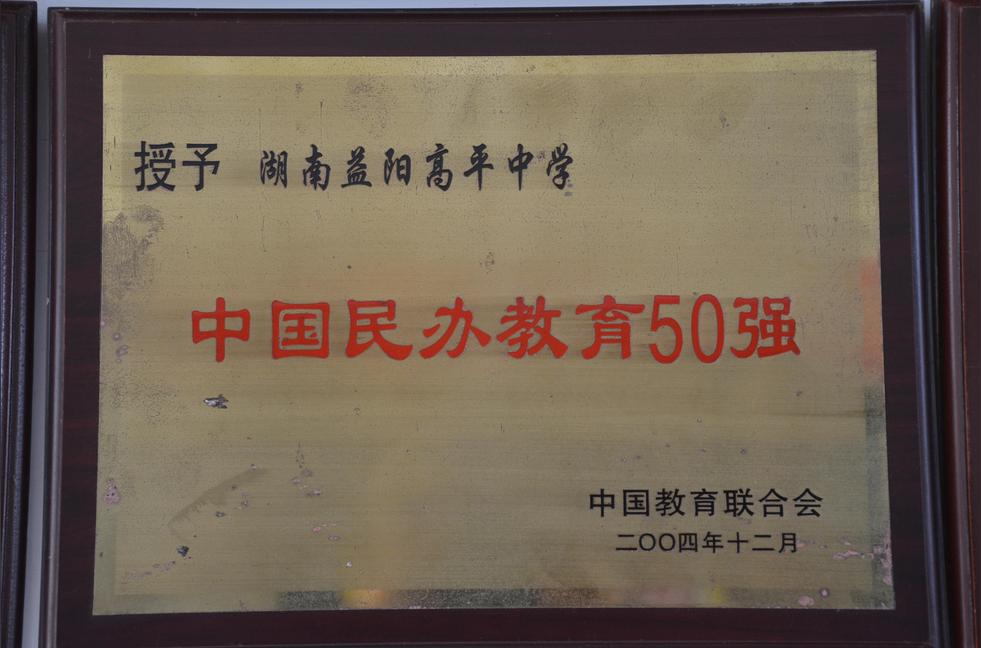 授予 湖南益阳高平中学
中国民办教育50强
中国教育联合会
二〇〇四年十二月